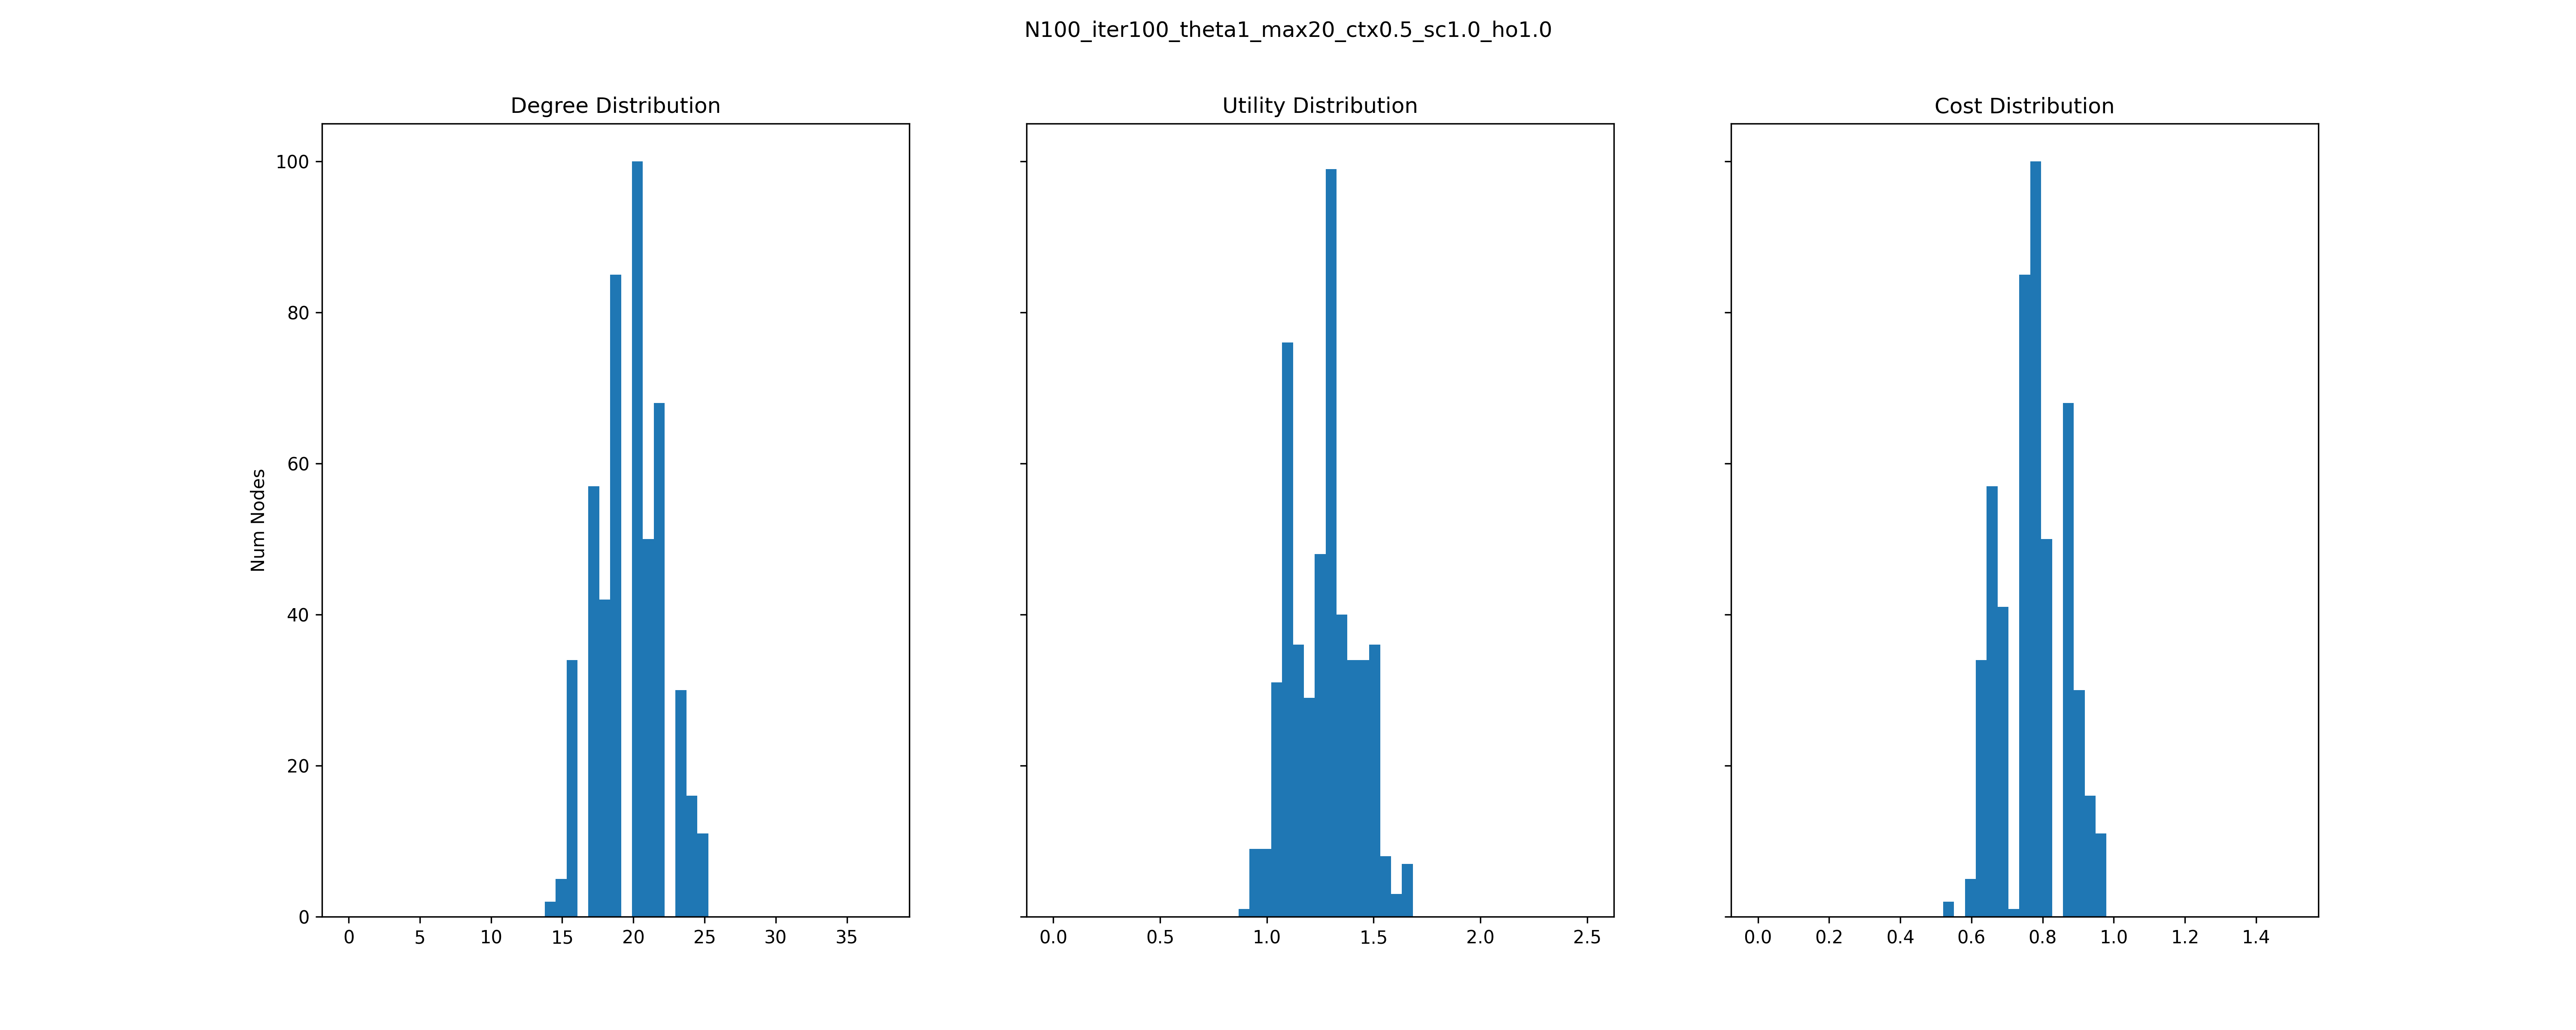 N100_iter100_theta1_max20_ctx0.5_sc1.0_ho1.0
Degree Distribution
Utility Distribution
Cost Distribution
Num Nodes
100
80
60
40
20
0
0 5 10 15 20 25 30 35
0.0 0.5 1.0 1.5 2.0 2.5
0.0 0.2 0.4 0.6 0.8 1.0 1.2 1.4